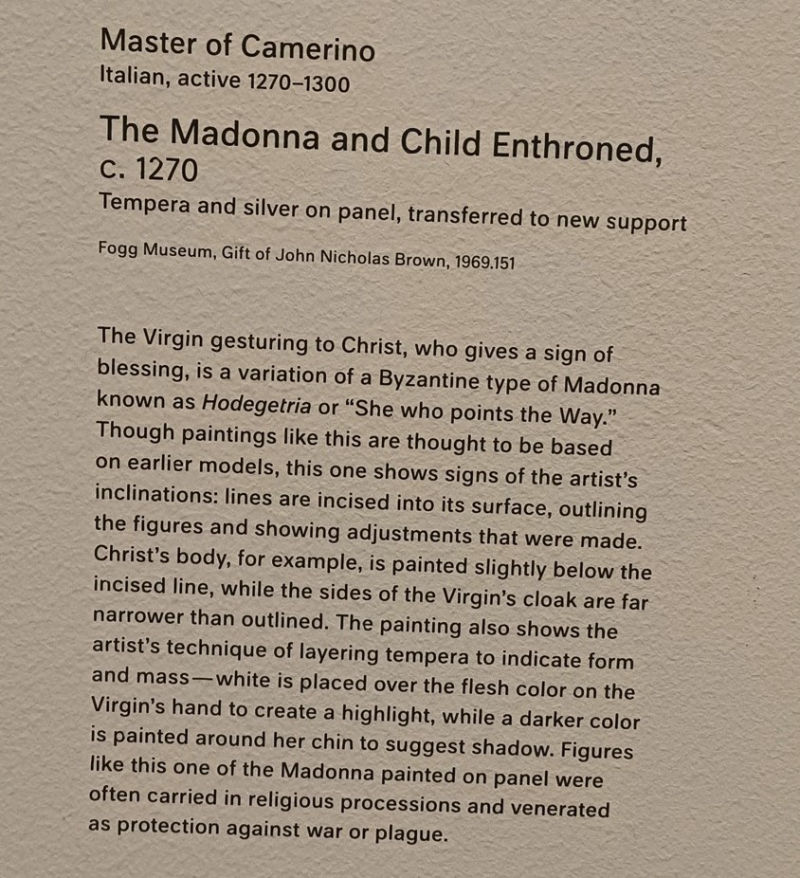 Master of Camerino
Italian, active 1270–1300
The Madonna and Child Enthroned,
c. 1270
Tempera and silver on panel, transferred to new support
Fogg Museum, Gift of John Nicholas Brown, 1969.151
The Virgin gesturing to Christ, who gives a sign of
blessing, is a variation of a Byzantine type of Madonna
known as Hodegetria or “She who points the Way.”
Though paintings like this are thought to be based
on earlier models, this one shows signs of the artist’s
inclinations: lines are incised into its surface, outlining
the figures and showing adjustments that were made.
Christ’s body, for example, is painted slightly below the
incised line, while the sides of the Virgin’s cloak are far
narrower than outlined. The painting also shows the
artist’s technique of layering tempera to indicate form
and mass—white is placed over the flesh color on the
Virgin’s hand to create a highlight, while a darker color
is painted around her chin to suggest shadow. Figures
like this one of the Madonna painted on panel were
often carried in religious processions and venerated
as protection against war or plague.